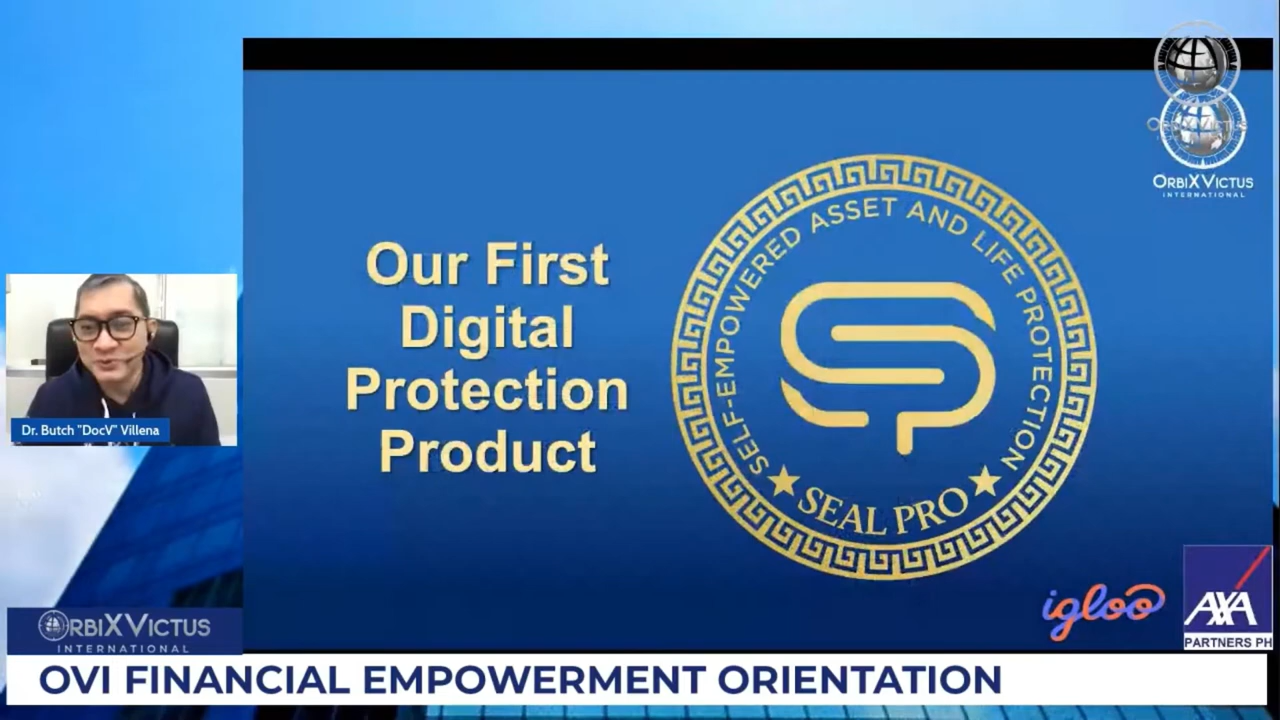 ORBIXVICTUS
ORBIXVICTUS
INTERNATIONAL
Our First
Digital
Protection
Product
SELF-EMPOWERED ASSET AND LIFE PROTECTION
SEAL PRO
Dr. Butch "DocV" Villena
igloo
AXA
PARTNERS PH
ORBIXVICTUS
INTERNATIONAL
OVI FINANCIAL EMPOWERMENT ORIENTATION